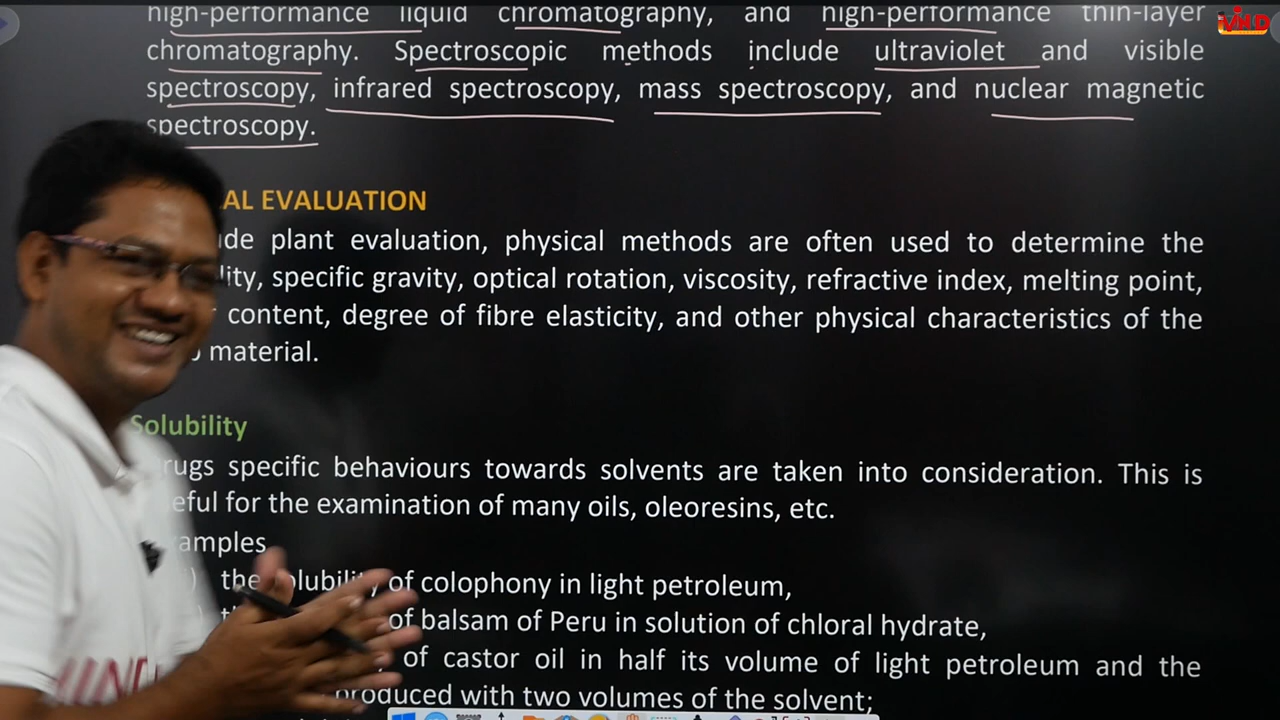 high-performance liquid chromatography, and high-performance thin-layer
chromatography. Spectroscopic methods include ultraviolet and visible
spectroscopy, infrared spectroscopy, mass spectroscopy, and nuclear magnetic
spectroscopy.
AL EVALUATION
de plant evaluation, physical methods are often used to determine the
lity, specific gravity, optical rotation, viscosity, refractive index, melting point,
content, degree of fibre elasticity, and other physical characteristics of the
material.
Solubility
rugs specific behaviours towards solvents are taken into consideration. This is
eful for the examination of many oils, oleoresins, etc.
amples
the olubility of colophony in light petroleum,
of balsam of Peru in solution of chloral hydrate,
of castor oil in half its volume of light petroleum and the
produced with two volumes of the solvent;